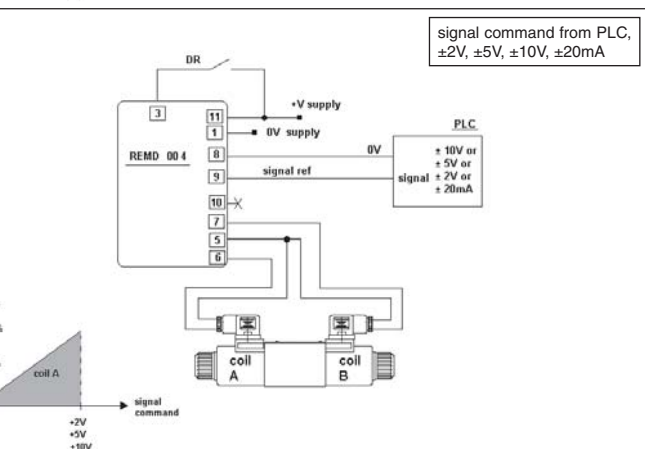 signal command from PLC,
±2V, ±5V, ±10V, ±20mA
DR
3
11
+V supply
1
0V supply
PLC
REMD 004
8
0V
± 10V or
± 5V or
9
signal ref
signal
± 2V or
± 20mA
10
7
5
6
coil
A
coil
B
coil A
signal
command
+2V
+5V
+10V